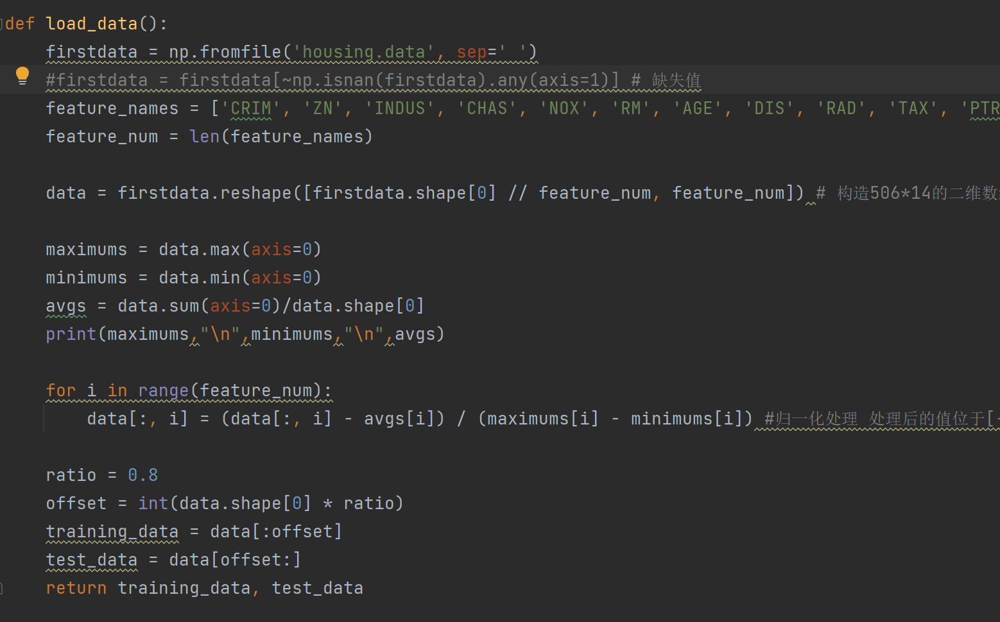 def load_data():
firstdata = np.fromfile('housing.data', sep=' ')
#firstdata = firstdata[~np.isnan(firstdata).any(axis=1)] # 缺失值
feature_names = ['CRIM', 'ZN', 'INDUS', 'CHAS', 'NOX', 'RM', 'AGE', 'DIS', 'RAD', 'TAX', 'PTR
feature_num = len(feature_names)
data = firstdata.reshape([firstdata.shape[0] // feature_num, feature_num]) # 构造506*14的二维数
maximums = data.max(axis=0)
minimums = data.min(axis=0)
avgs = data.sum(axis=0)/data.shape[0]
print(maximums,"\n",minimums,"\n",avgs)
for i in range(feature_num):
data[:, i] = (data[:, i] - avgs[i]) / (maximums[i] - minimums[i]) #归一化处理 处理后的值位于[-
ratio = 0.8
offset = int(data.shape[0] * ratio)
training_data = data[:offset]
test_data = data[offset:]
return training_data, test_data